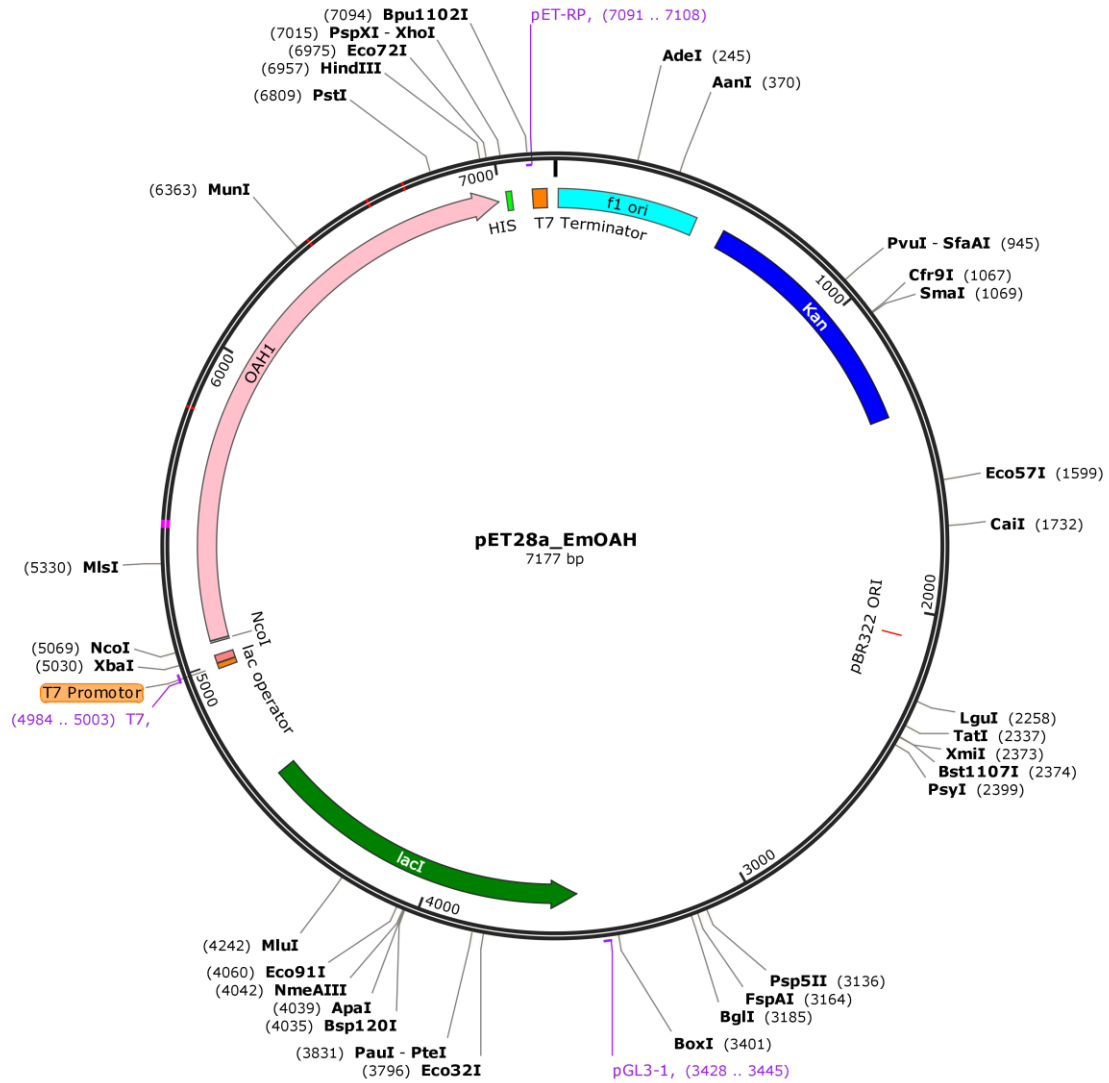 (7094) Bpu1102I
(7015) PspXI - XhoI
(6975) Eco72I
(6957) HindIII
(6809) PstI
(6363) MunI
pET-RP, (7091 .. 7108)
AdeI (245)
AanI (370)
PvuI - SfaAI (945)
Cfr9I (1067)
SmaI (1069)
Eco57I (1599)
CaiI (1732)
LguI (2258)
TatI (2337)
XmiI (2373)
Bst1107I (2374)
PsyI (2399)
Psp5II (3136)
FspAI (3164)
BglI (3185)
BoxI (3401)
pGL3-1, (3428 .. 3445)
(3796) Eco32I
(3831) PauI - PteI
(4035) Bsp120I
(4039) ApaI
(4042) NmeAIII
(4060) Eco91I
(4242) MluI
(4984 .. 5003) T7,
T7 Promotor
(5030) XbaI
(5069) NcoI
(5330) MlsI
7000
1000
2000
3000
4000
5000
6000
HIS
T7 Terminator
f1 ori
Kan
pBR322 ORI
lacI
lac operator
NcoI
OAH1
pET28a_EmOAH
7177 bp